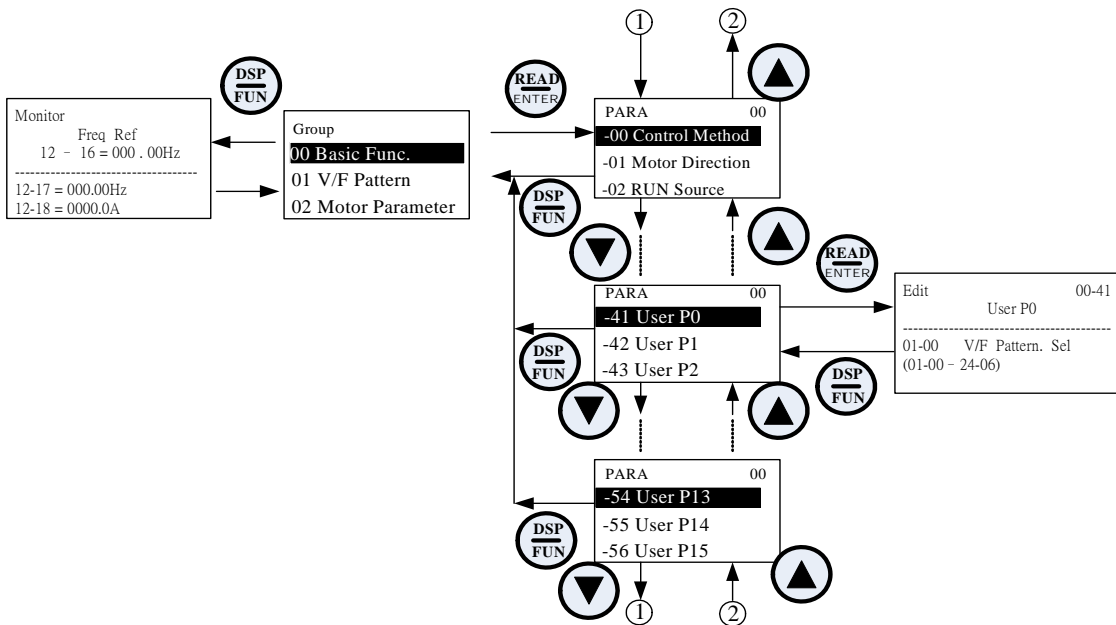 1
2
DSP
FUN
READ
ENTER
Monitor
Freq Ref
12 - 16 = 000 . 00Hz
12-17 = 000.00Hz
12-18 = 0000.0A
Group
00 Basic Func.
01 V/F Pattern
02 Motor Parameter
PARA 00
-00 Control Method
-01 Motor Direction
-02 RUN Source
DSP
FUN
READ
ENTER
PARA 00
-41 User P0
-42 User P1
-43 User P2
Edit 00-41
User P0
01-00 V/F Pattern. Sel
(01-00 - 24-06)
DSP
FUN
DSP
FUN
PARA 00
-54 User P13
-55 User P14
-56 User P15
DSP
FUN
1
2